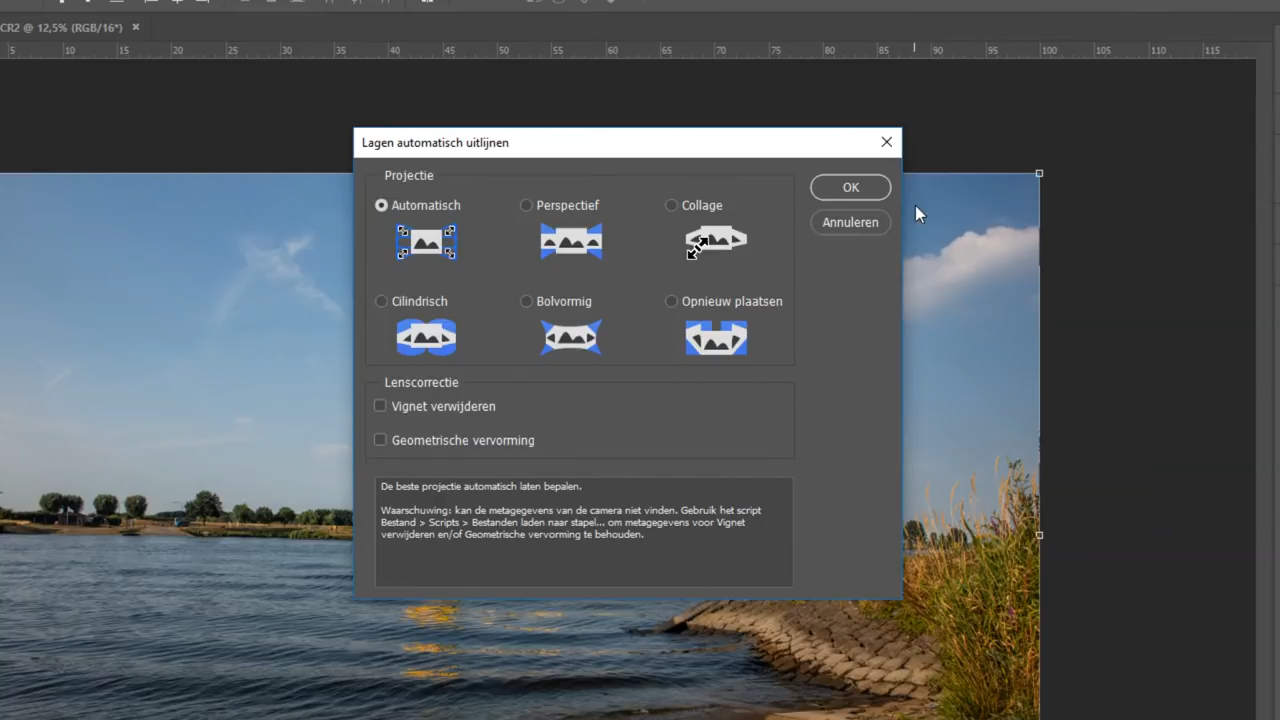 CR2 @ 12,5% (RGB/16*) ×
5 10 15 20 25 30 35 40 45 50 55 60 65 70 75 80 85 90 95 100 105 110 115
Lagen automatisch uitlijnen
Projectie
Automatisch Perspectief Collage
Cilindrisch Bolvormig Opnieuw plaatsen
OK
Annuleren
Lenscorrectie
Vignet verwijderen
Geometrische vervorming
De beste projectie automatisch laten bepalen.
Waarschuwing: kan de metagegevens van de camera niet vinden. Gebruik het script
Bestand > Scripts > Bestanden laden naar stapel... om metagegevens voor Vignet
verwijderen en/of Geometrische vervorming te behouden.